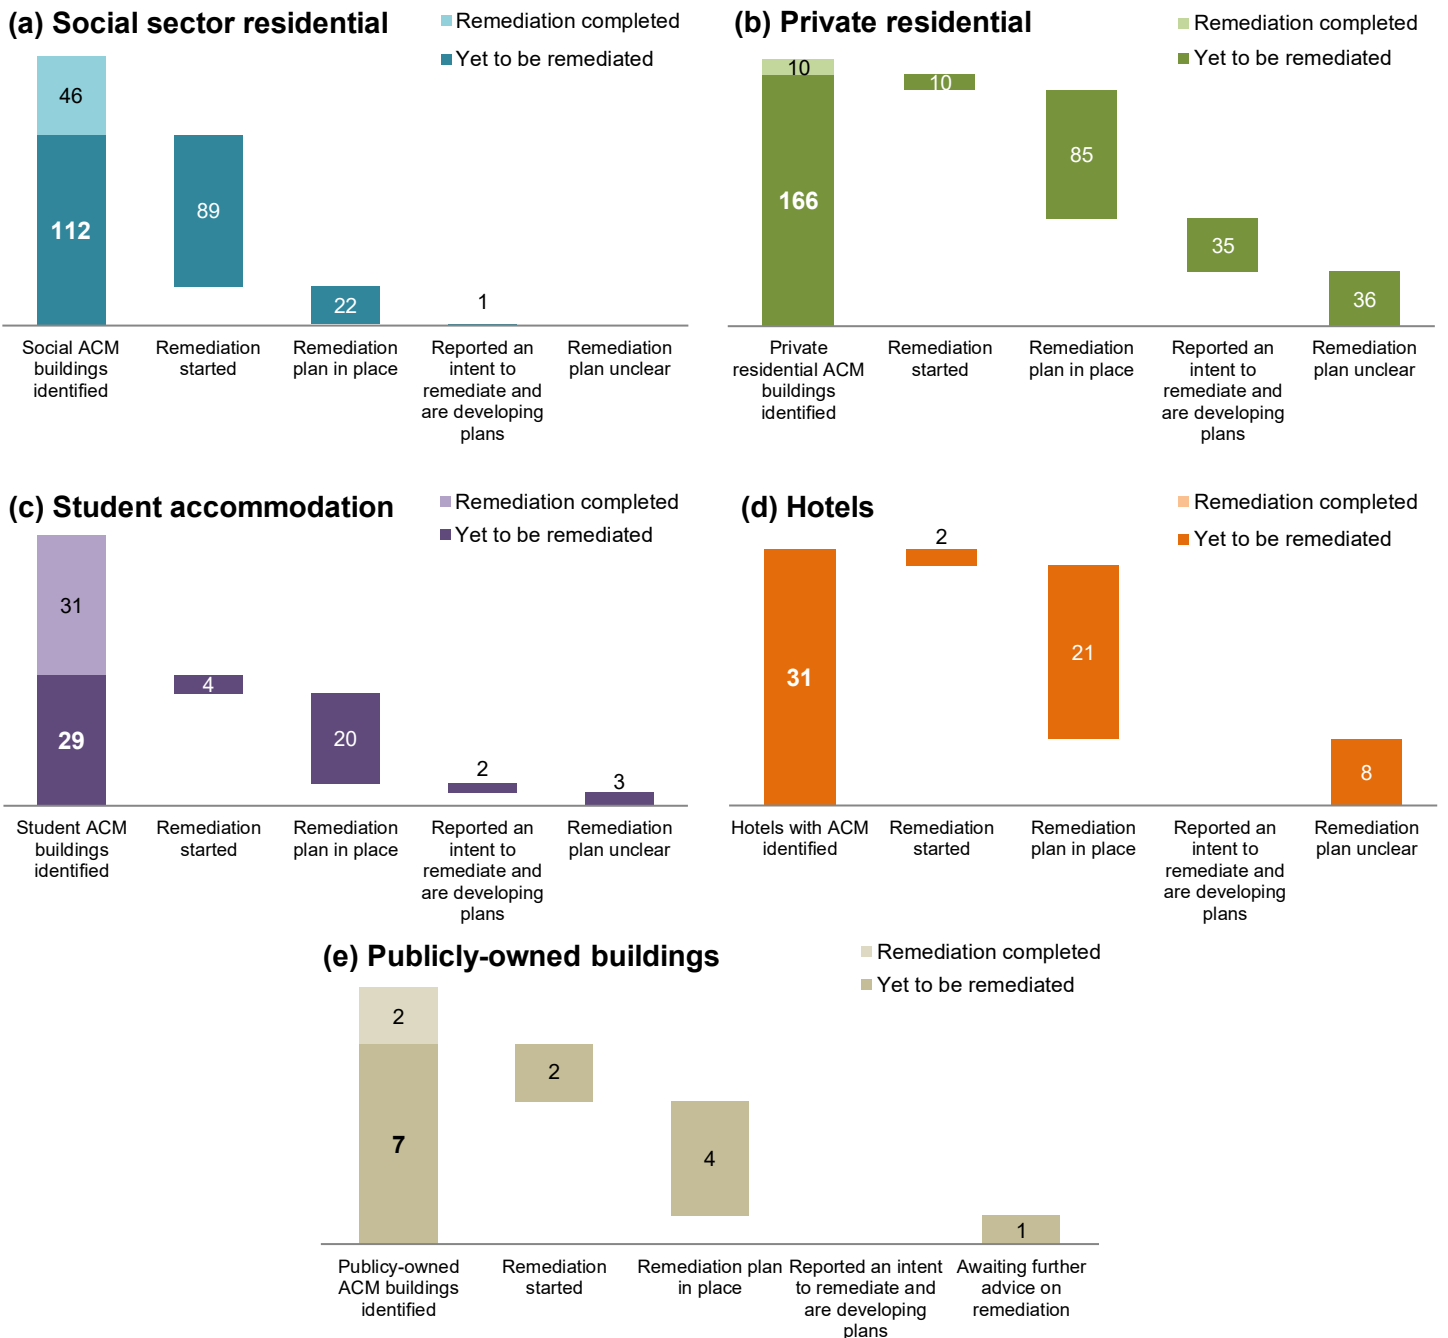 (a) Social sector residential
Remediation completed
Yet to be remediated
46
112
89
22
1
Social ACM
buildings
identified
Remediation
started
Remediation
plan in place
Reported an
intent to
remediate and
are developing
plans
Remediation
plan unclear
(b) Private residential
Remediation completed
Yet to be remediated
10
166
10
85
35
36
Private
residential ACM
buildings
identified
Remediation
started
Remediation
plan in place
Reported an
intent to
remediate and
are developing
plans
Remediation
plan unclear
(c) Student accommodation
Remediation completed
Yet to be remediated
31
29
4
20
2
3
Student ACM
buildings
identified
Remediation
started
Remediation
plan in place
Reported an
intent to
remediate and
are developing
plans
Remediation
plan unclear
(d) Hotels
Remediation completed
Yet to be remediated
31
2
21
8
Hotels with ACM
identified
Remediation
started
Remediation
plan in place
Reported an
intent to
remediate and
are developing
plans
Remediation
plan unclear
(e) Publicly-owned buildings
Remediation completed
Yet to be remediated
2
7
2
4
1
Publicy-owned
ACM buildings
identified
Remediation
started
Remediation plan
in place
Reported an intent
to remediate and
are developing
plans
Awaiting further
advice on
remediation